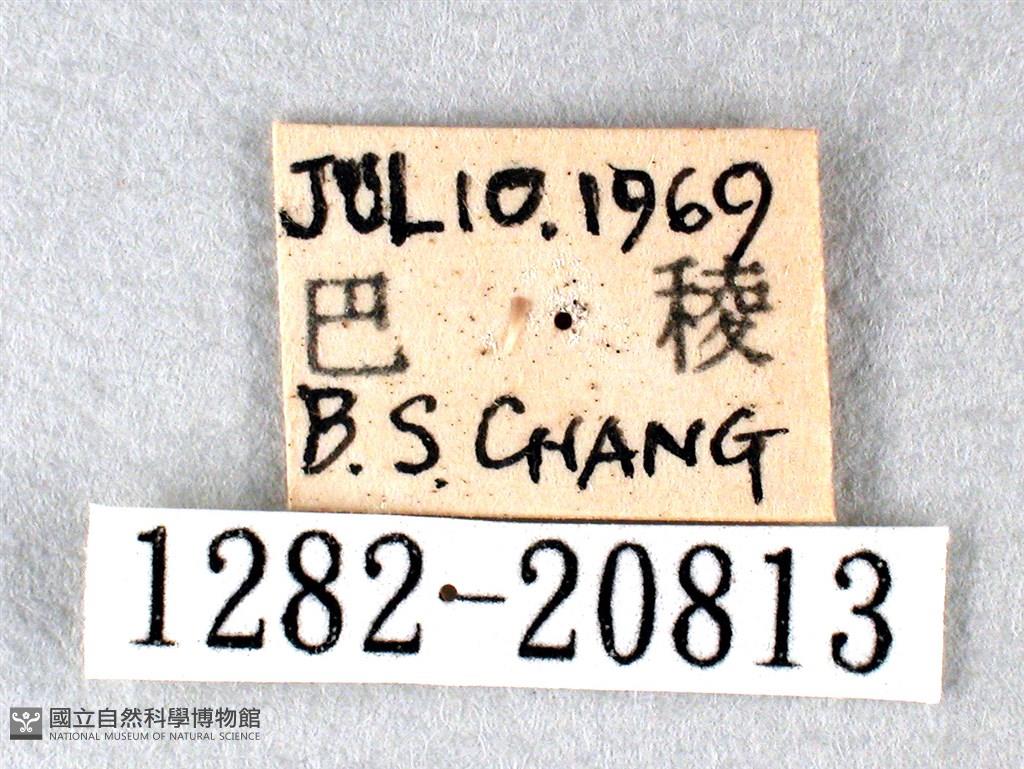 JUL 10.1969
巴 稜
B.S. CHANG
1282-20813
國立自然科學博物館
NATIONAL MUSEUM OF NATURAL SCIENCE